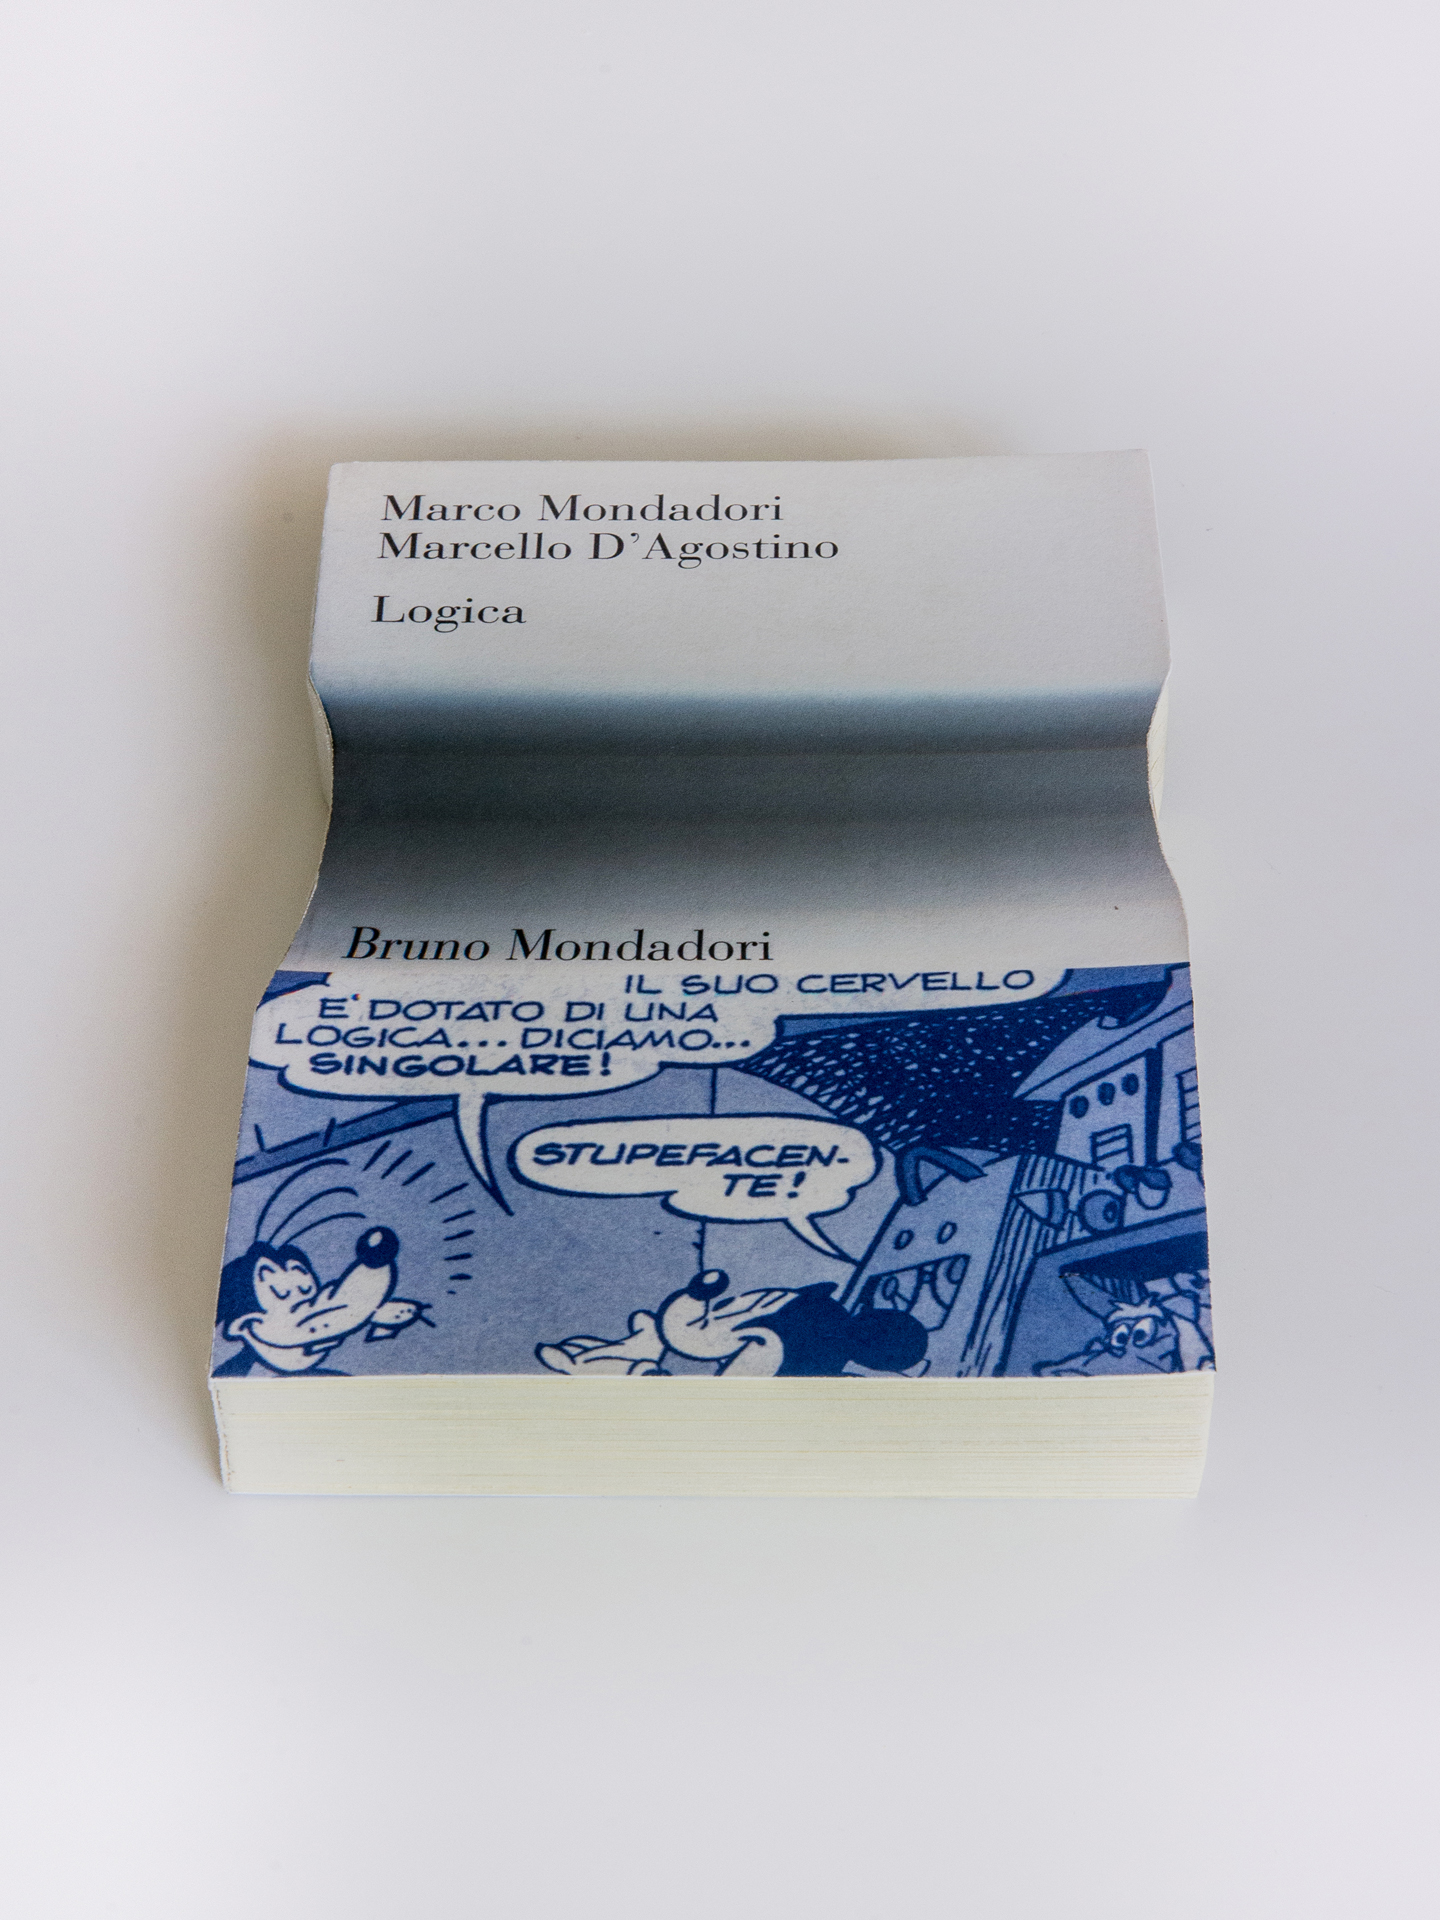 Marco Mondadori
Marcello D'Agostino
Logica
Bruno Mondadori
IL SUO CERVELLO
E' DOTATO DI UNA
LOGICA... DICIAMO...
SINGOLARE!
STUPEFACEN-
TE!